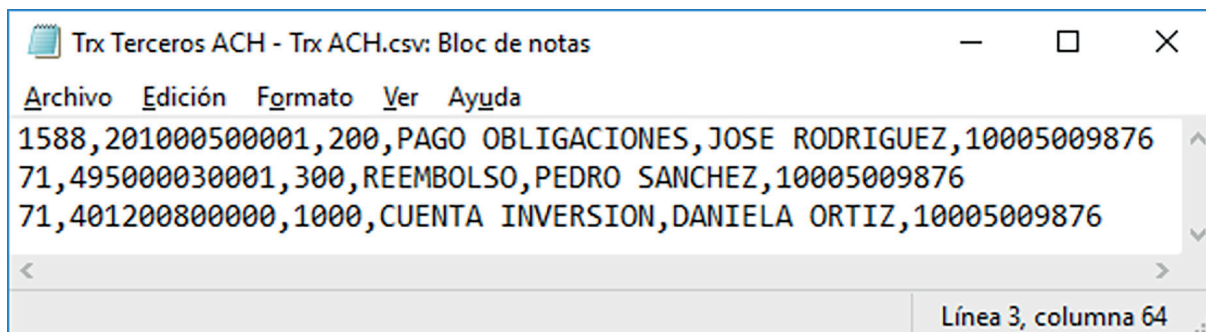 Trx Terceros ACH - Trx ACH.csv: Bloc de notas
Archivo Edición Formato Ver Ayuda
1588,201000500001,200,PAGO OBLIGACIONES,JOSE RODRIGUEZ,10005009876
71,495000030001,300,REEMBOLSO,PEDRO SANCHEZ,10005009876
71,401200800000,1000,CUENTA INVERSION,DANIELA ORTIZ,10005009876
Línea 3, columna 64